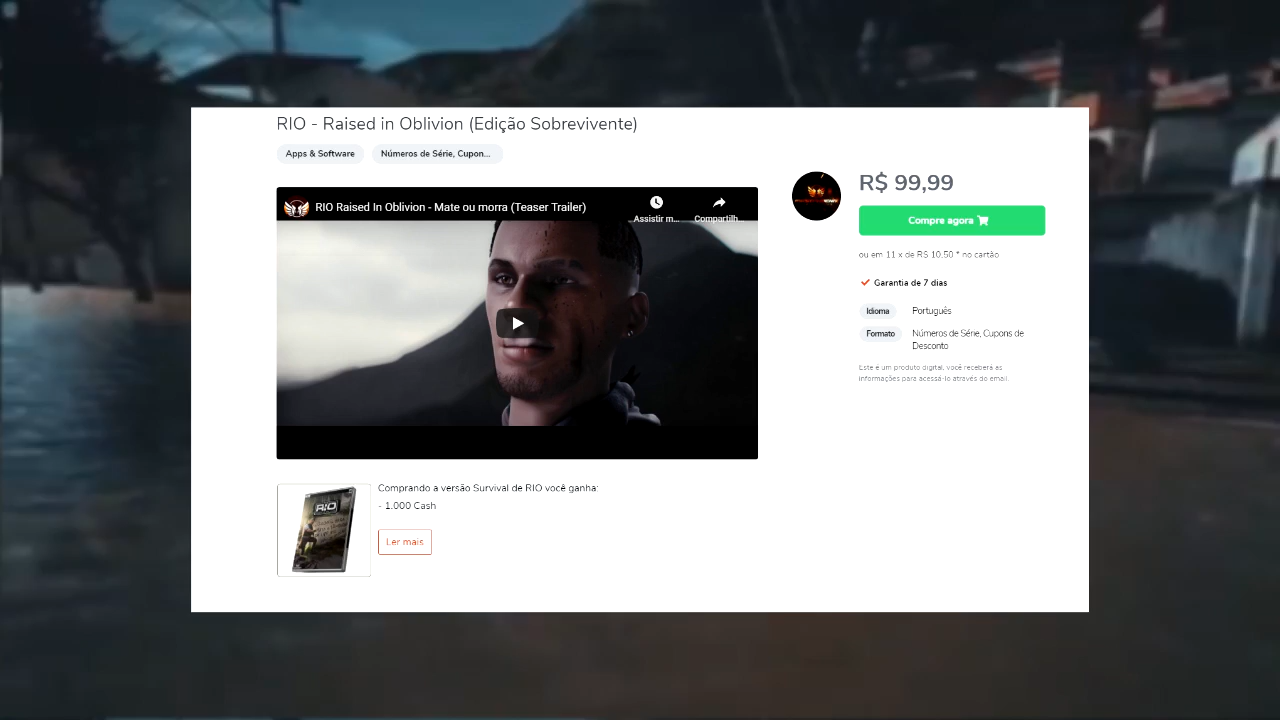 RIO - Raised in Oblivion (Edição Sobrevivente)
Apps & Software
Números de Série, Cupon...
RIO Raised In Oblivion - Mate ou morra (Teaser Trailer)
Assistir m...
Compartilh...
R$ 99,99
Compre agora
ou em 11 x de R$ 10,50 * no cartão
Garantia de 7 dias
Idioma
Português
Formato
Números de Série, Cupons de
Desconto
Este é um produto digital, você receberá as
informações para acessá-lo através do email.
RIO
Comprando a versão Survival de RIO você ganha:
- 1.000 Cash
Ler mais